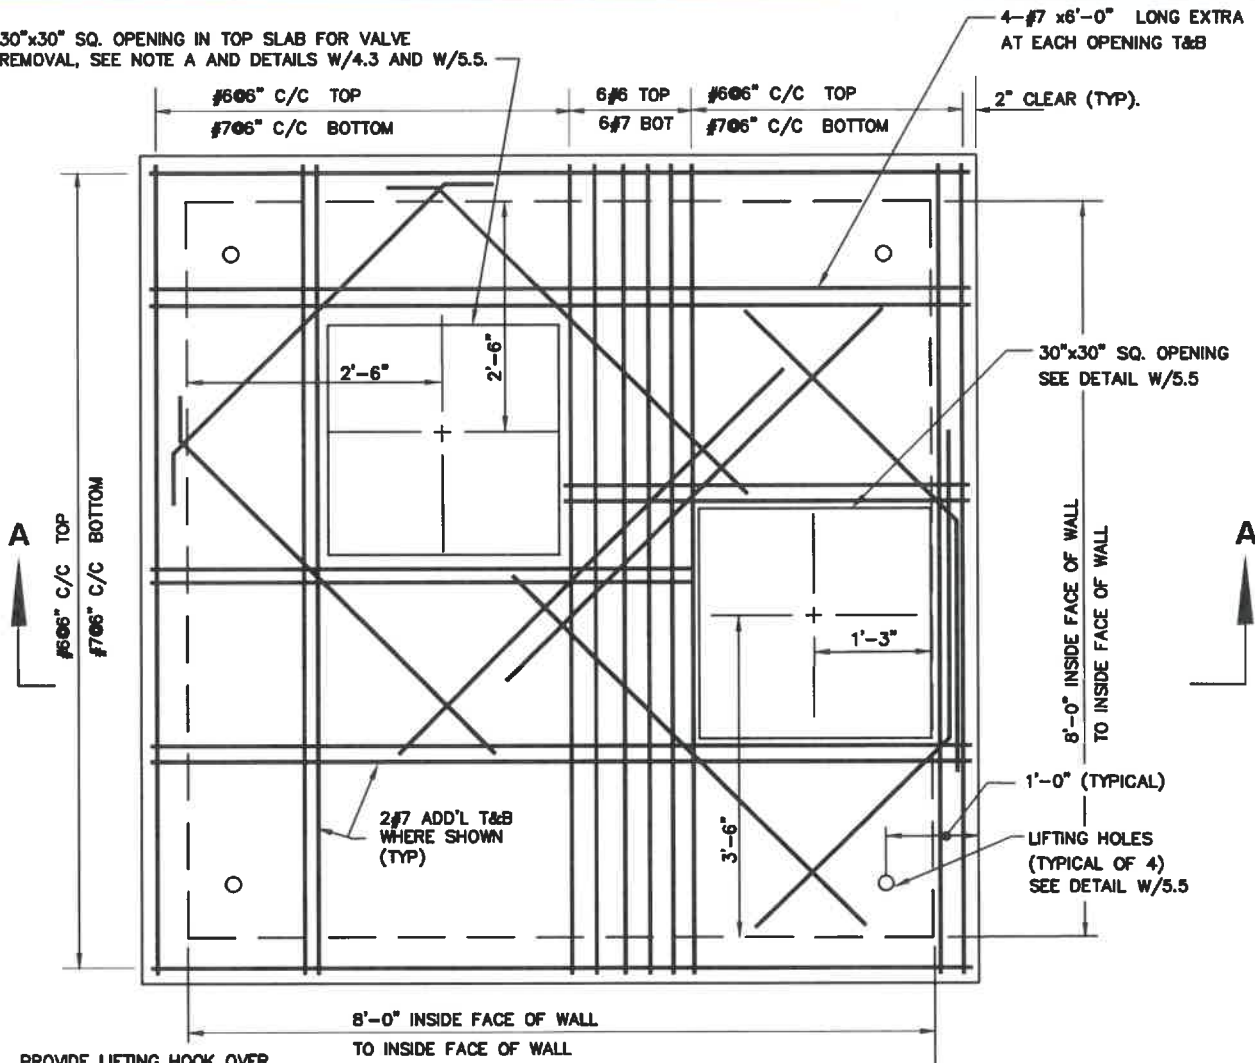 30"x30" SQ. OPENING IN TOP SLAB FOR VALVE
REMOVAL, SEE NOTE A AND DETAILS W/4.3 AND W/5.5.
4-#7 x6'-0" LONG EXTRA
AT EACH OPENING T&B
#6@6" C/C TOP
#7@6" C/C BOTTOM
6#6 TOP
6#7 BOT
#6@6" C/C TOP
#7@6" C/C BOTTOM
2" CLEAR (TYP).
2'-6"
2'-6"
30"x30" SQ. OPENING
SEE DETAIL W/5.5
A
#6@6" C/C TOP
#7@6" C/C BOTTOM
A
8'-0" INSIDE FACE OF WALL
TO INSIDE FACE OF WALL
1'-3"
3'-6"
2#7 ADD'L T&B
WHERE SHOWN
(TYP)
1'-0" (TYPICAL)
LIFTING HOLES
(TYPICAL OF 4)
SEE DETAIL W/5.5
8'-0" INSIDE FACE OF WALL
TO INSIDE FACE OF WALL
PROVIDE LIFTING HOOK OVER